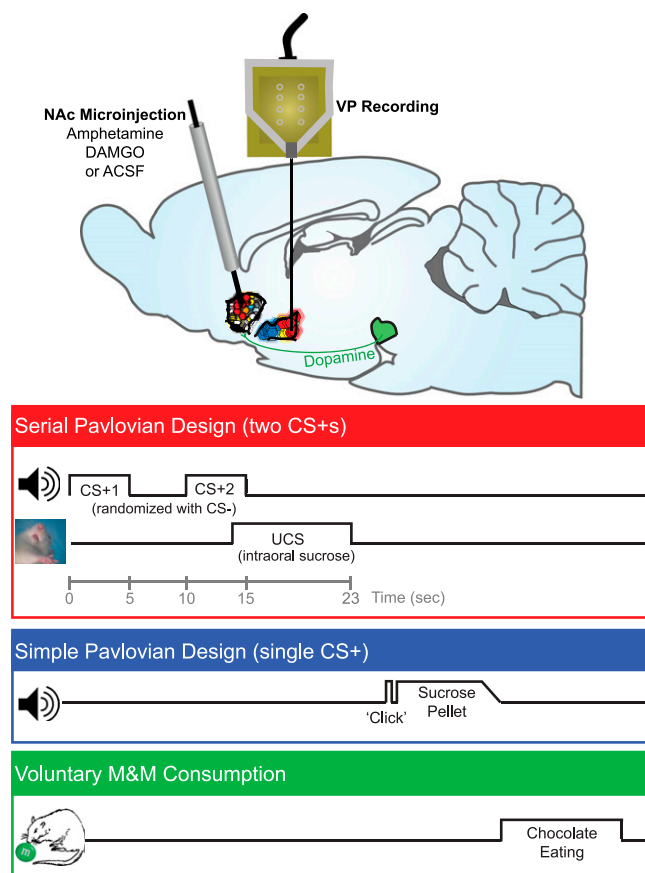 NAc Microinjection
Amphetamine
DAMGO
or ACSF
VP Recording
Dopamine
Serial Pavlovian Design (two CS+s)
CS+1
CS+2
(randomized with CS-)
UCS
(intraoral sucrose)
0 5 10 15 23 Time (sec)
Simple Pavlovian Design (single CS+)
'Click'
Sucrose
Pellet
Voluntary M&M Consumption
m
Chocolate
Eating